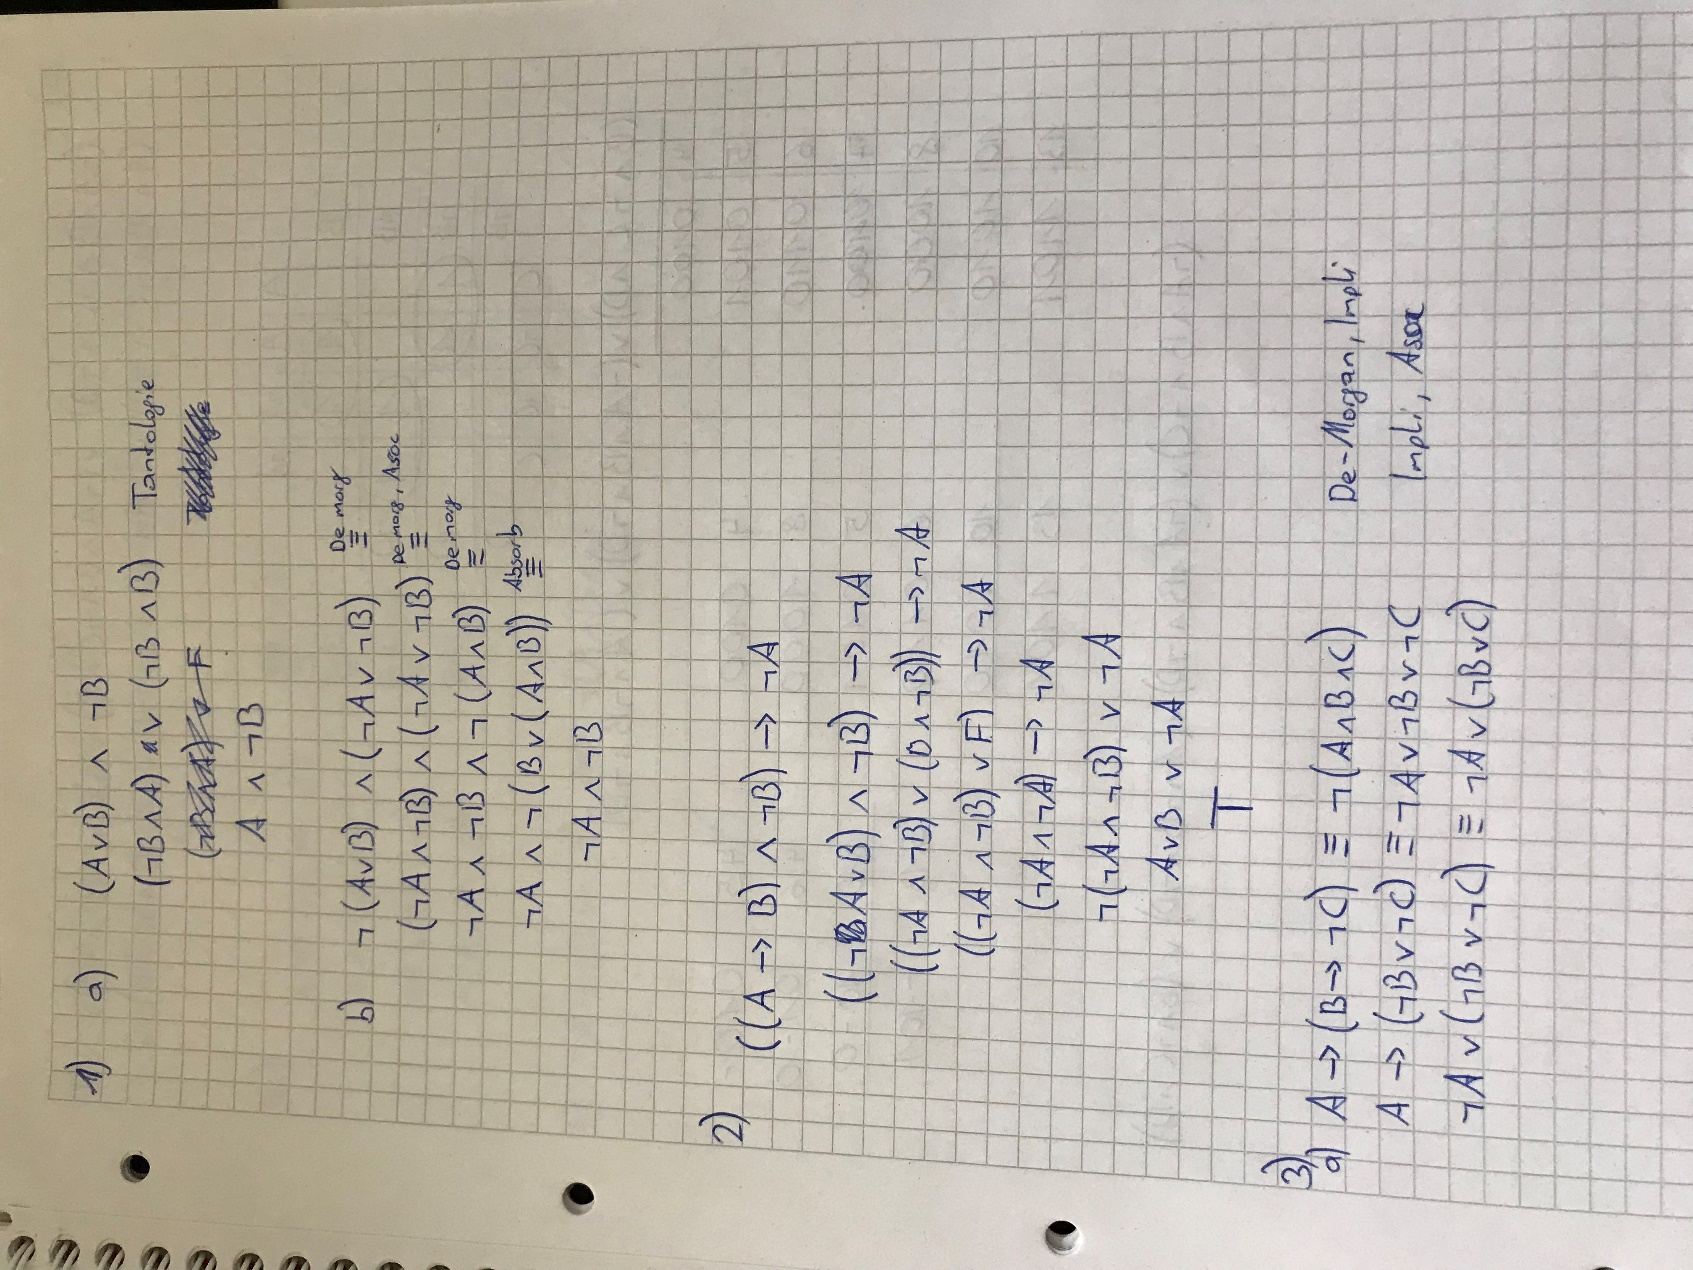 1) a) (A∨B) ∧ ¬B
(¬B∧A) ∨ (¬B∧B) Tautologie
F
A ∧ ¬B
b) ¬(A∨B) ∧ (¬A∨¬B) De morg ≡
(¬A∧¬B) ∧ (¬A∨¬B) De morg, Asoc ≡
¬A ∧ ¬B ∧ ¬(A∧B) De morg ≡
¬A ∧ ¬(B∨(A∧B)) Absorb ≡
¬A ∧ ¬B
2) ((A → B) ∧ ¬B) → ¬A
((¬A∨B) ∧ ¬B) → ¬A
((¬A ∧ ¬B) ∨ (B ∧ ¬B)) → ¬A
((¬A ∧ ¬B) ∨ F) → ¬A
(¬A ∧ ¬A) → ¬A
¬(¬A ∧ ¬B) ∨ ¬A
A∨B ∨ ¬A
T
3)
a) A → (B → ¬C) ≡ ¬(A∧B∧C) De-Morgan, Impli
A → (¬B∨¬C) ≡ ¬A∨¬B∨¬C Impli, Asoc
¬A ∨ (¬B∨¬C) ≡ ¬A∨(¬B∨C)